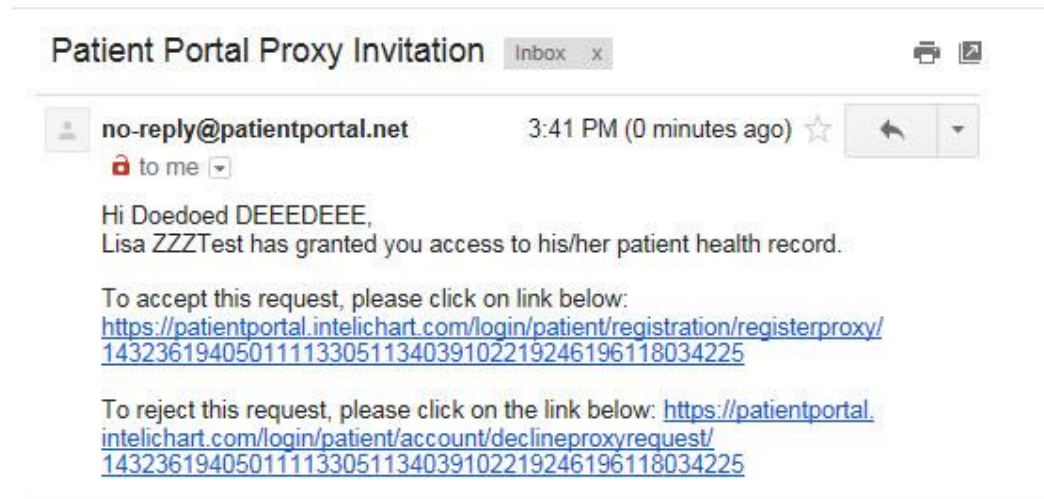 Patient Portal Proxy Invitation Inbox x
no-reply@patientportal.net 3:41 PM (0 minutes ago)
to me
Hi Doedoed DEEEDEEE,
Lisa ZZZTest has granted you access to his/her patient health record.
To accept this request, please click on link below:
https://patientportal.intelichart.com/login/patient/registration/registerproxy/
143236194050111133051134039102219246196118034225
To reject this request, please click on the link below: https://patientportal.
intelichart.com/login/patient/account/declineproxyrequest/
143236194050111133051134039102219246196118034225